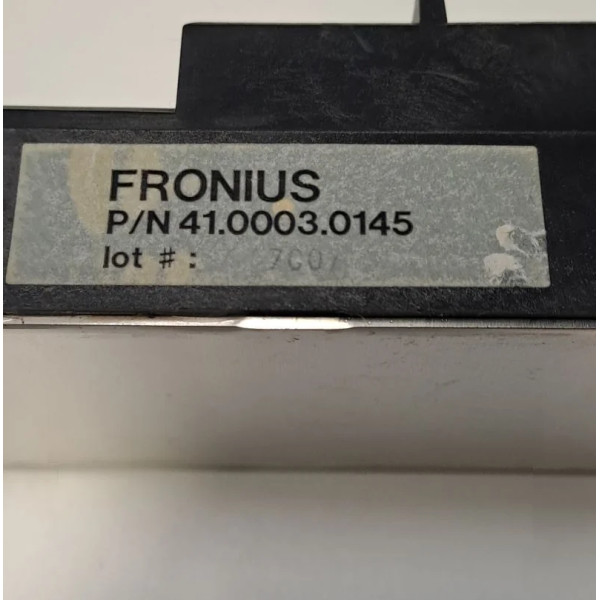 FRONIUS
P/N 41.0003.0145
lot # :